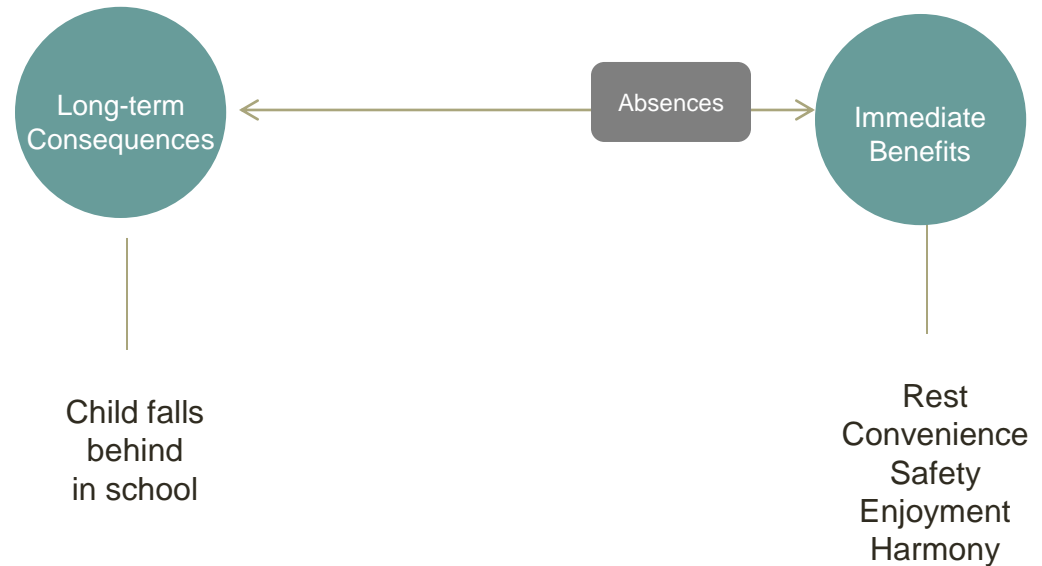 Long-term
Consequences
Absences
Immediate
Benefits
Child falls
behind
in school
Rest
Convenience
Safety
Enjoyment
Harmony